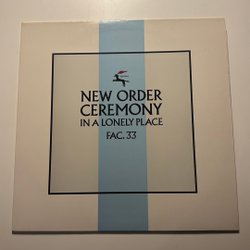 NEW ORDER
CEREMONY
IN A LONELY PLACE
FAC. 33